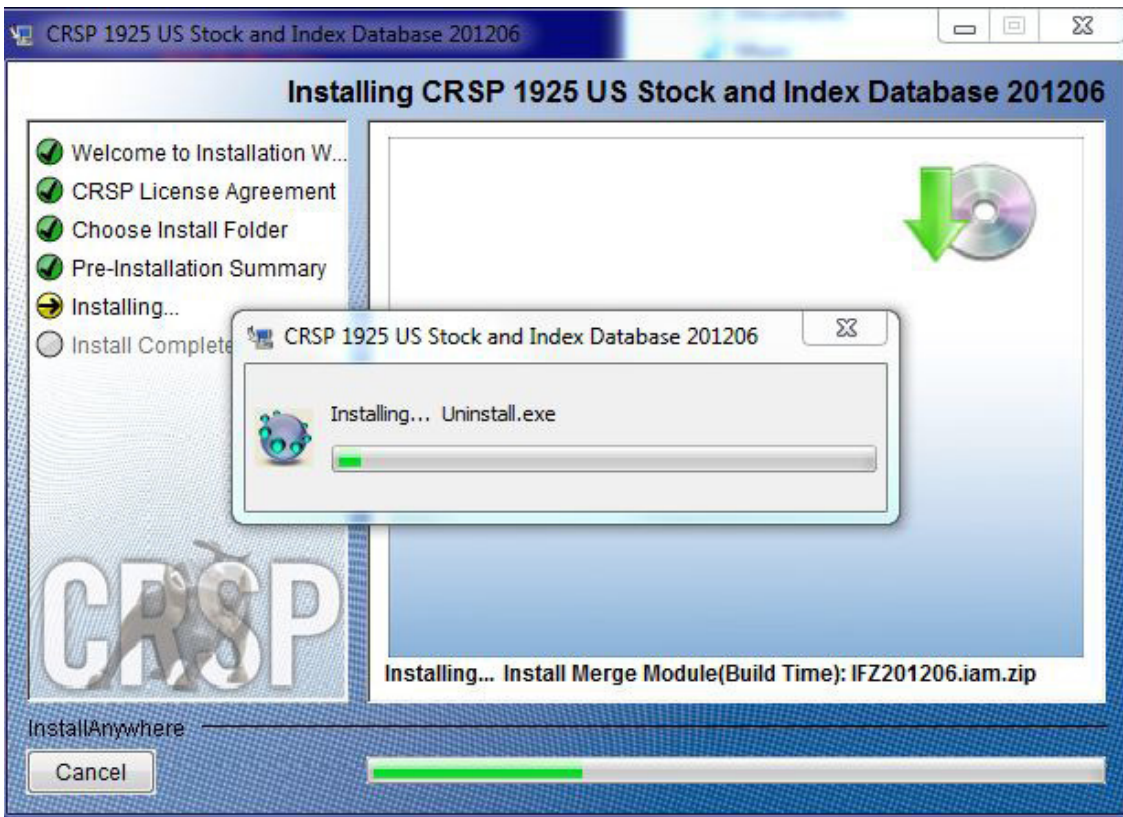 CRSP 1925 US Stock and Index Database 201206
Installing CRSP 1925 US Stock and Index Database 201206
Welcome to Installation W...
CRSP License Agreement
Choose Install Folder
Pre-Installation Summary
Installing...
Install Complete
CRSP 1925 US Stock and Index Database 201206
Installing... Uninstall.exe
CRSP
Installing... Install Merge Module(Build Time): IFZ201206.iam.zip
InstallAnywhere
Cancel